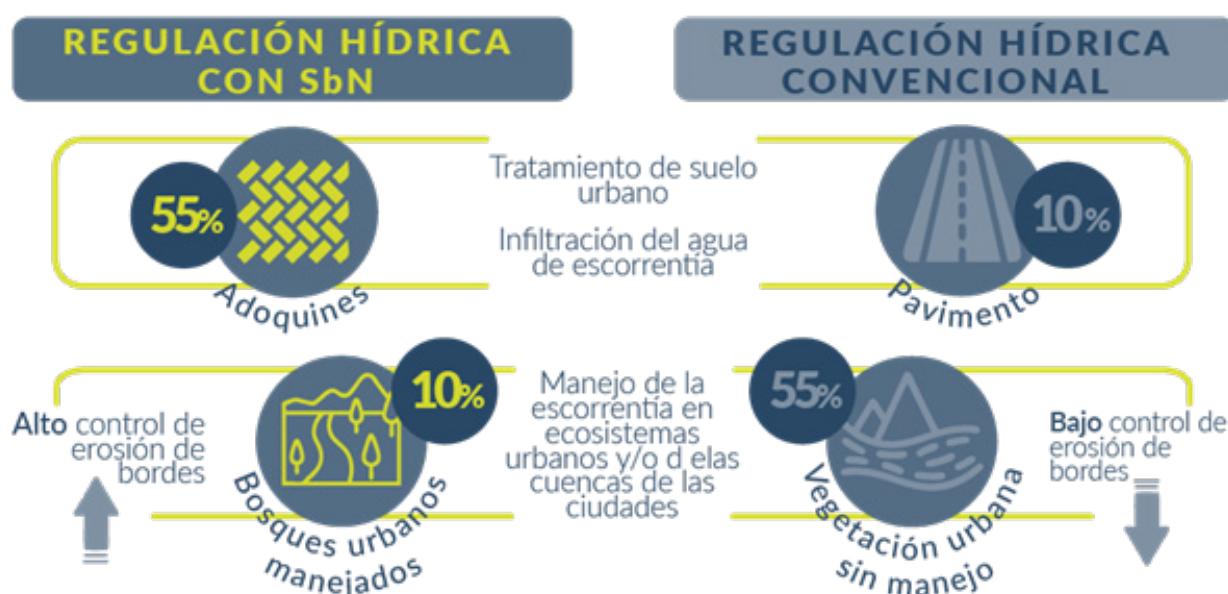 REGULACIÓN HÍDRICA
CON SbN
REGULACIÓN HÍDRICA
CONVENCIONAL
55%
Adoquines
Tratamiento de suelo
urbano
Infiltración del agua
de escorrentía
10%
Pavimento
Alto control de
erosión de
bordes
10%
Bosques urbanos
manejados
Manejo de la
escorrentía en
ecosistemas
urbanos y/o d elas
cuencas de las
ciudades
55%
Vegetación urbana
sin manejo
Bajo control de
erosión de
bordes